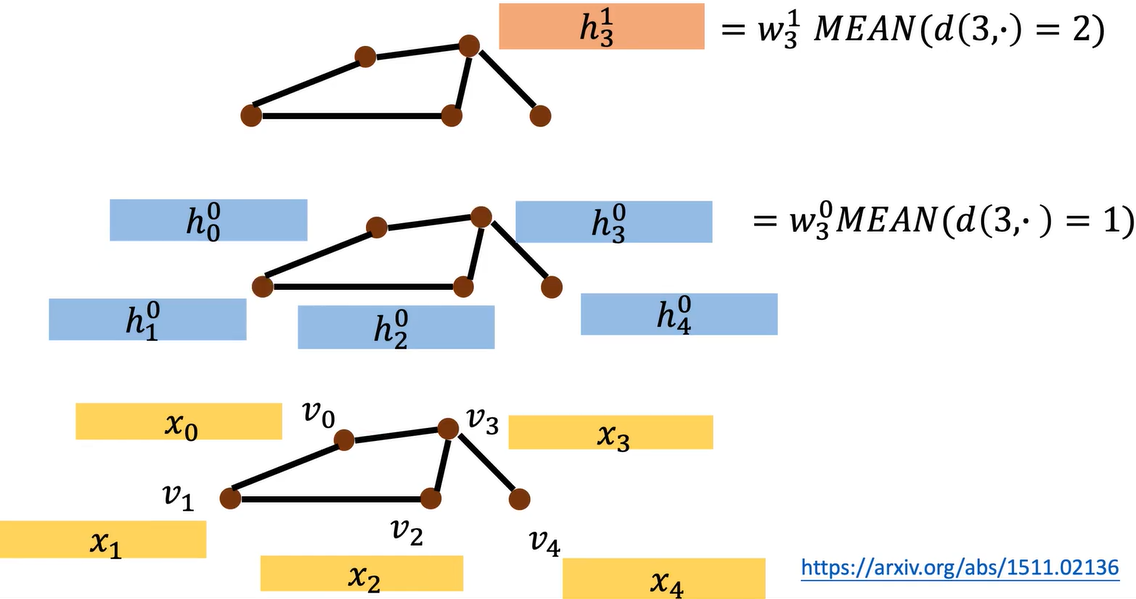 h_3^1 = w_3^1 MEAN(d(3,·) = 2)
h_0^0 h_3^0 = w_3^0 MEAN(d(3,· ) = 1)
h_1^0 h_2^0 h_4^0
x_0 v_0 v_3 x_3
v_1 v_2 v_4
x_1 x_2 x_4
https://arxiv.org/abs/1511.02136